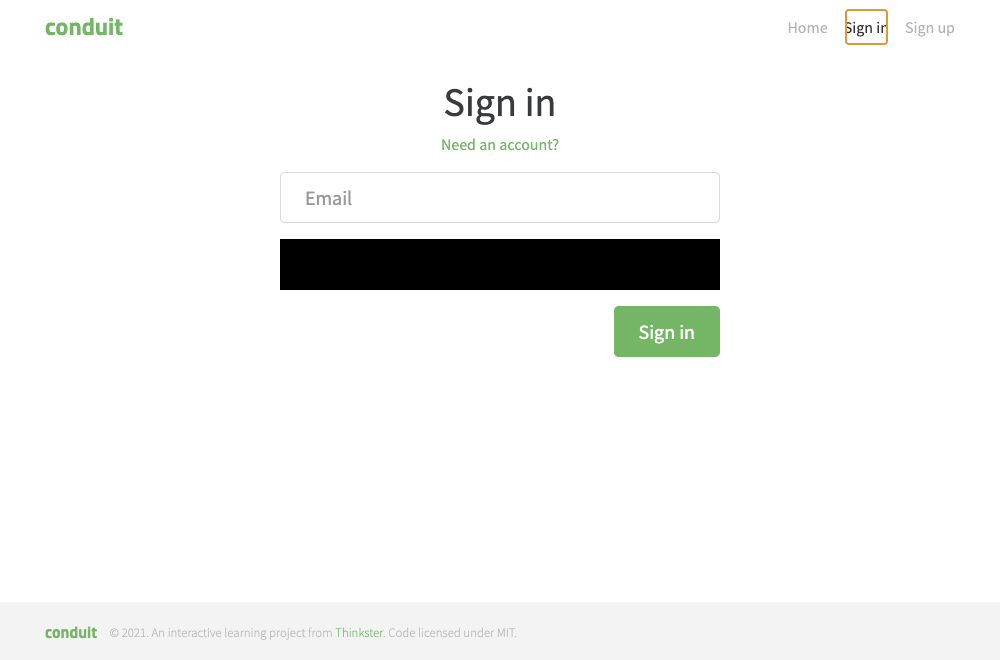 conduit
Home Sign in Sign up
Sign in
Need an account?
Email
Sign in
conduit © 2021. An interactive learning project from Thinkster. Code licensed under MIT.